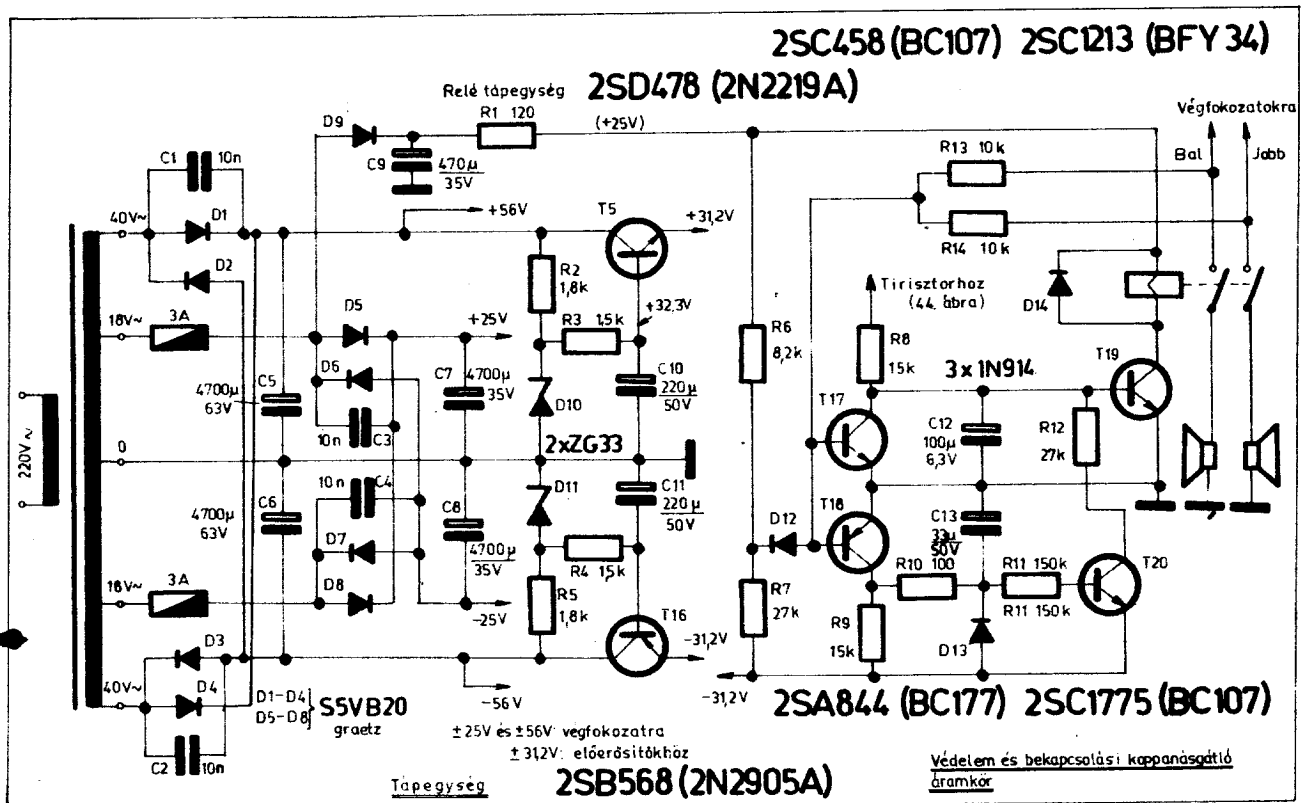 2SC458 (BC107) 2SC1213 (BFY 34)
2SD478 (2N2219A)
Relé tápegység
Végfokozatokra
Bal
Jobb
D9
R1 120
(+25V)
C9
470µ
35V
R13 10k
R14 10k
C1
10n
40V~
D1
D2
+56V
T5
+31,2V
R2
1,8k
R3 1,5k
+32,3V
Tirisztorhoz
(44. ábra)
D14
18V~
3A
D5
+25V
D6
R6
8,2k
R8
15k
T19
3x1N914
4700µ
63V
C5
C7
4700µ
35V
D10
C10
220µ
50V
T17
C12
100µ
6,3V
R12
27k
10n
C3
220V~
0
2xZG33
10n
C4
D11
C11
220µ
50V
T18
4700µ
63V
C6
C8
4700µ
35V
D7
D8
D12
C13
33µ
50V
R4 1,5k
R10 100
R11 150k
T20
R11 150k
18V~
3A
R5
1,8k
R7
27k
R9
15k
D13
-25V
T16
-31,2V
-31,2V
D3
D4
40V~
C2
10n
-56V
D1-D4
D5-D8
S5VB20
graetz
±25V és ±56V: végfokozatra
±31,2V: előerősítőkhöz
2SA844 (BC177) 2SC1775 (BC107)
Tápegység
2SB568 (2N2905A)
Védelem és bekapcsolási koppanásgátló
áramkör